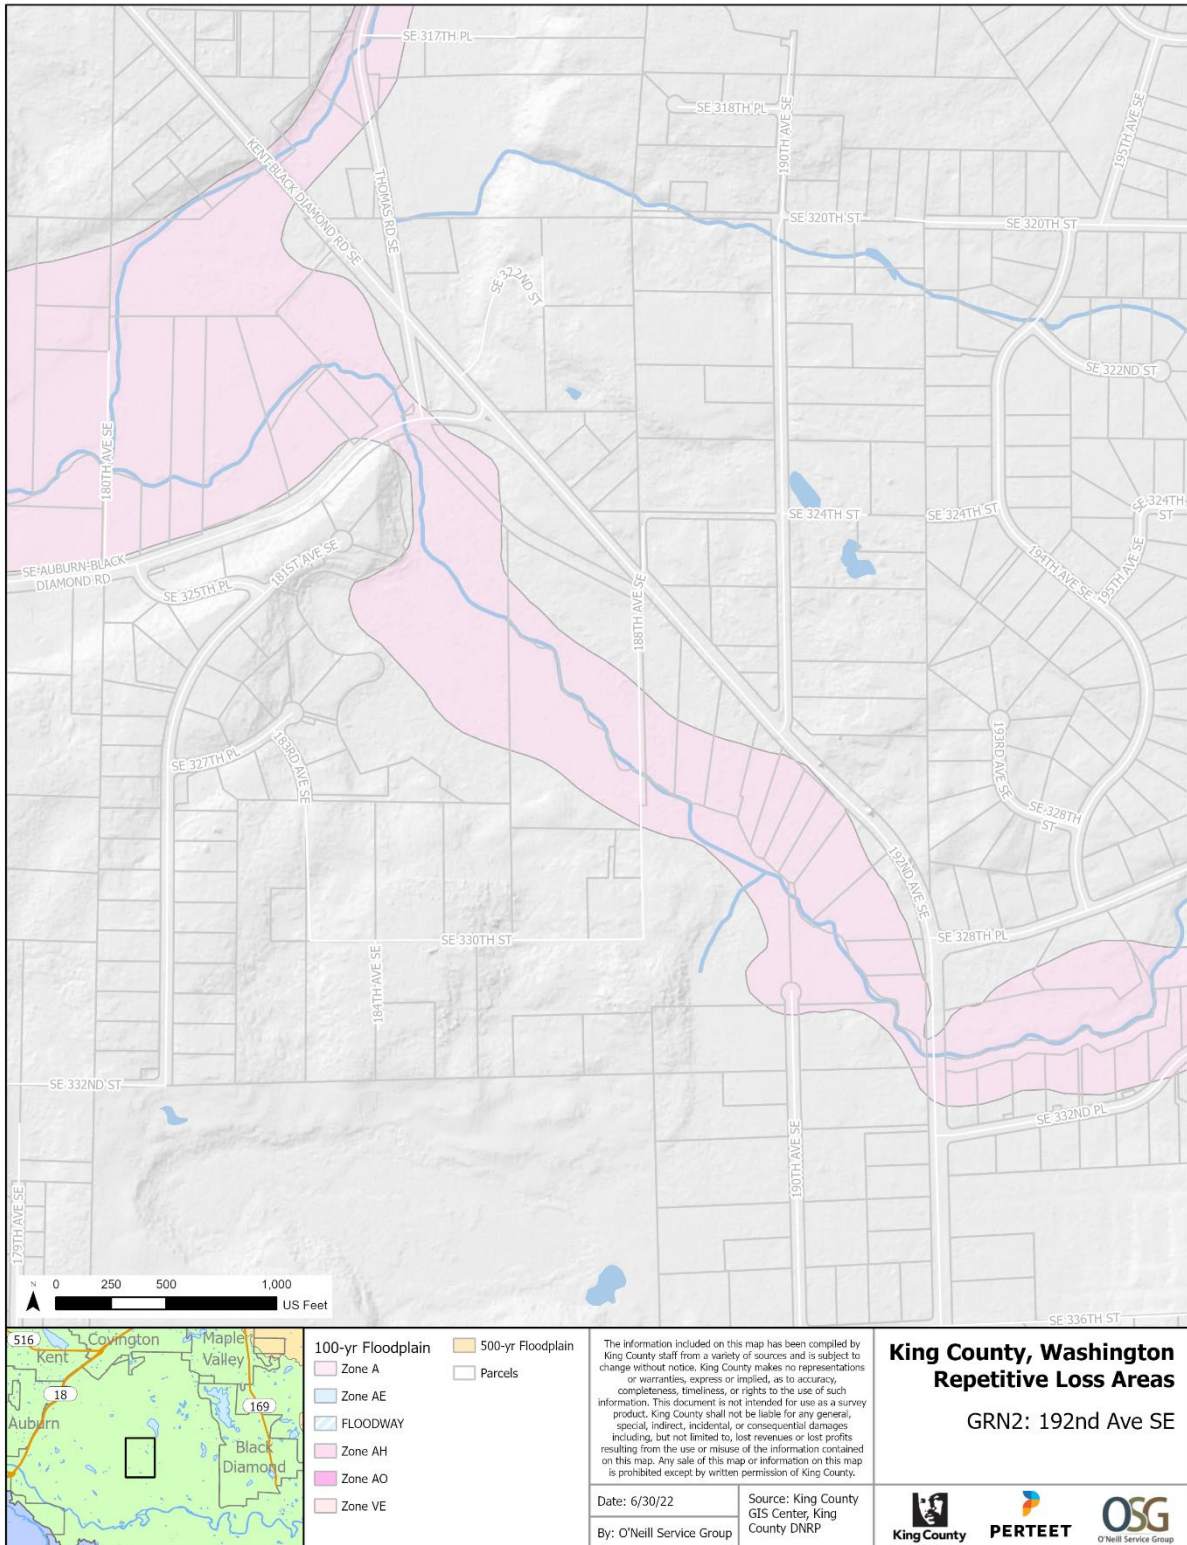 SE 317TH PL
SE 318TH PL
KENT-BLACK DIAMOND RD SE
THOMAS RD SE
190TH AVE SE
195TH AVE SE
SE 320TH ST
SE 320TH ST
SE 322ND ST
SE 322ND ST
180TH AVE SE
SE 324TH ST
SE 324TH ST
SE 324TH
ST
SE AUBURN-BLACK
DIAMOND RD
181ST AVE SE
SE 325TH PL
188TH AVE SE
194TH AVE SE
195TH AVE SE
SE 327TH PL
183RD AVE SE
193RD AVE SE
SE 328TH
ST
192ND AVE SE
SE 330TH ST
SE 328TH PL
184TH AVE SE
SE 332ND ST
SE 332ND PL
190TH AVE SE
179TH AVE SE
SE 336TH ST
N
0 250 500 1,000
US Feet
516
Covington
Maple
Valley
Kent
18
169
Auburn
Black
Diamond
100-yr Floodplain
Zone A
Zone AE
FLOODWAY
Zone AH
Zone AO
Zone VE
500-yr Floodplain
Parcels
The information included on this map has been compiled by
King County staff from a variety of sources and is subject to
change without notice. King County makes no representations
or warranties, express or implied, as to accuracy,
completeness, timeliness, or rights to the use of such
information. This document is not intended for use as a survey
product. King County shall not be liable for any general,
special, indirect, incidental, or consequential damages
including, but not limited to, lost revenues or lost profits
resulting from the use or misuse of the information contained
on this map. Any sale of this map or information on this map
is prohibited except by written permission of King County.
Date: 6/30/22
By: O'Neill Service Group
Source: King County
GIS Center, King
County DNRP
King County, Washington
Repetitive Loss Areas
GRN2: 192nd Ave SE
King County
PERTEET
OSG
O'Neill Service Group